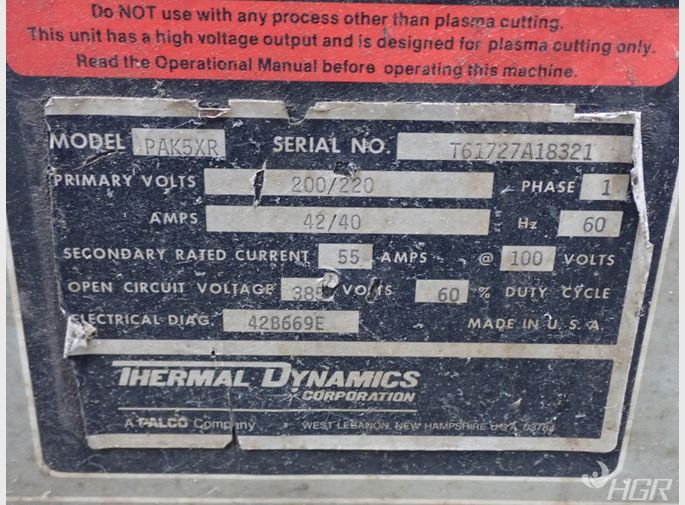 Do NOT use with any process other than plasma cutting.
This unit has a high voltage output and is designed for plasma cutting only.
Read the Operational Manual before operating this machine.
MODEL PAK5XR SERIAL NO. T61727A18321
PRIMARY VOLTS 200/220 PHASE 1
AMPS 42/40 Hz 60
SECONDARY RATED CURRENT 55 AMPS @ 100 VOLTS
OPEN CIRCUIT VOLTAGE VOLTS 60 % DUTY CYCLE
ELECTRICAL DIAG. 42B669E MADE IN U.S.A.
THERMAL DYNAMICS
CORPORATION
A PALCO Company WEST LEBANON, NEW HAMPSHIRE U.S.A. 03784
HGR